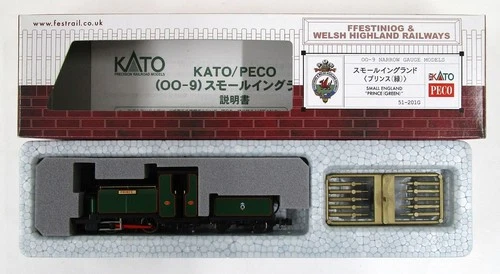 www.festrail.co.uk
FFESTINIOG &
WELSH HIGHLAND RAILWAYS
OO-9 NARROW GAUGE MODELS
KATO
PRECISION RAILROAD MODELS
KATO/PECO
(OO-9) スモールイングラ
説明書
スモールイングランド
(プリンス(緑))
SMALL ENGLAND
"PRINCE (GREEN)"
51-201G
KATO
PECO